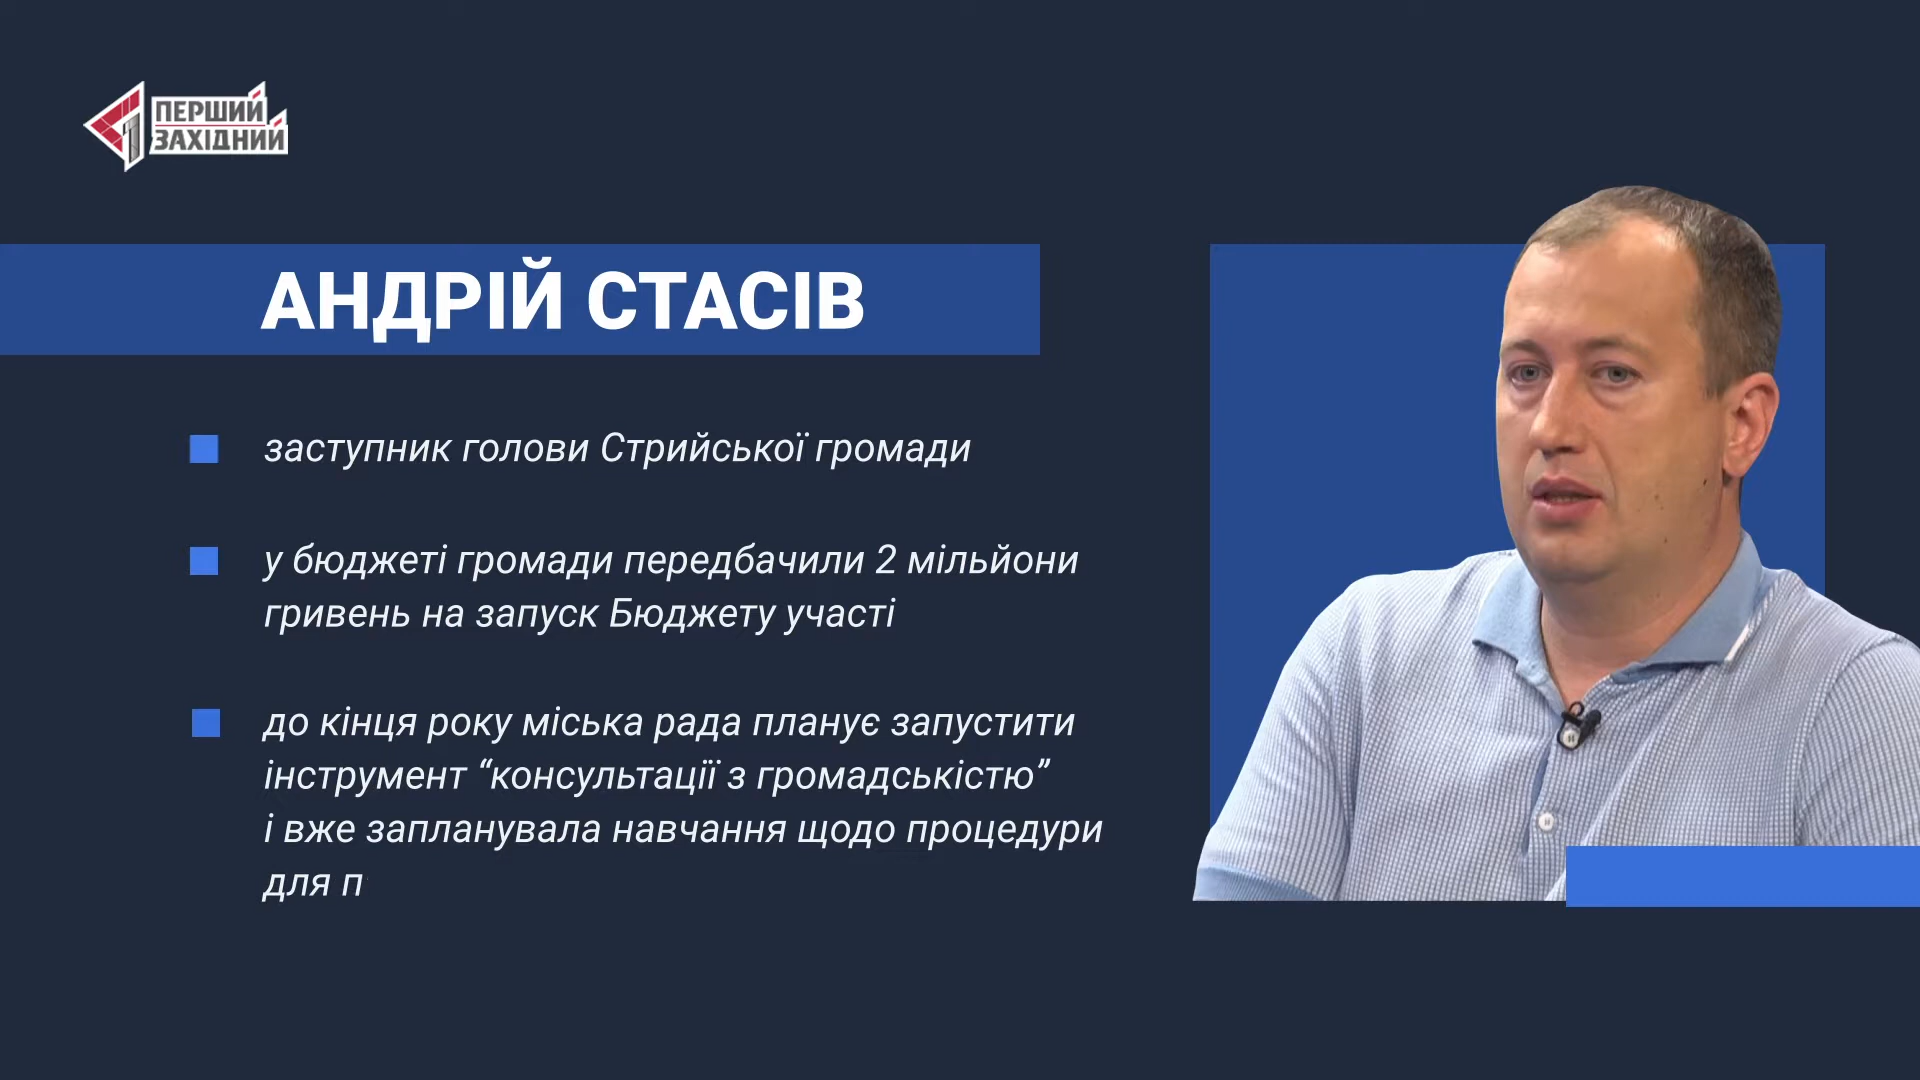 ПЕРШИЙ
ЗАХІДНИЙ
АНДРІЙ СТАСІВ
заступник голови Стрийської громади
у бюджеті громади передбачили 2 мільйони
гривень на запуск Бюджету участі
до кінця року міська рада планує запустити
інструмент “консультації з громадськістю”
і вже запланувала навчання щодо процедури
для п